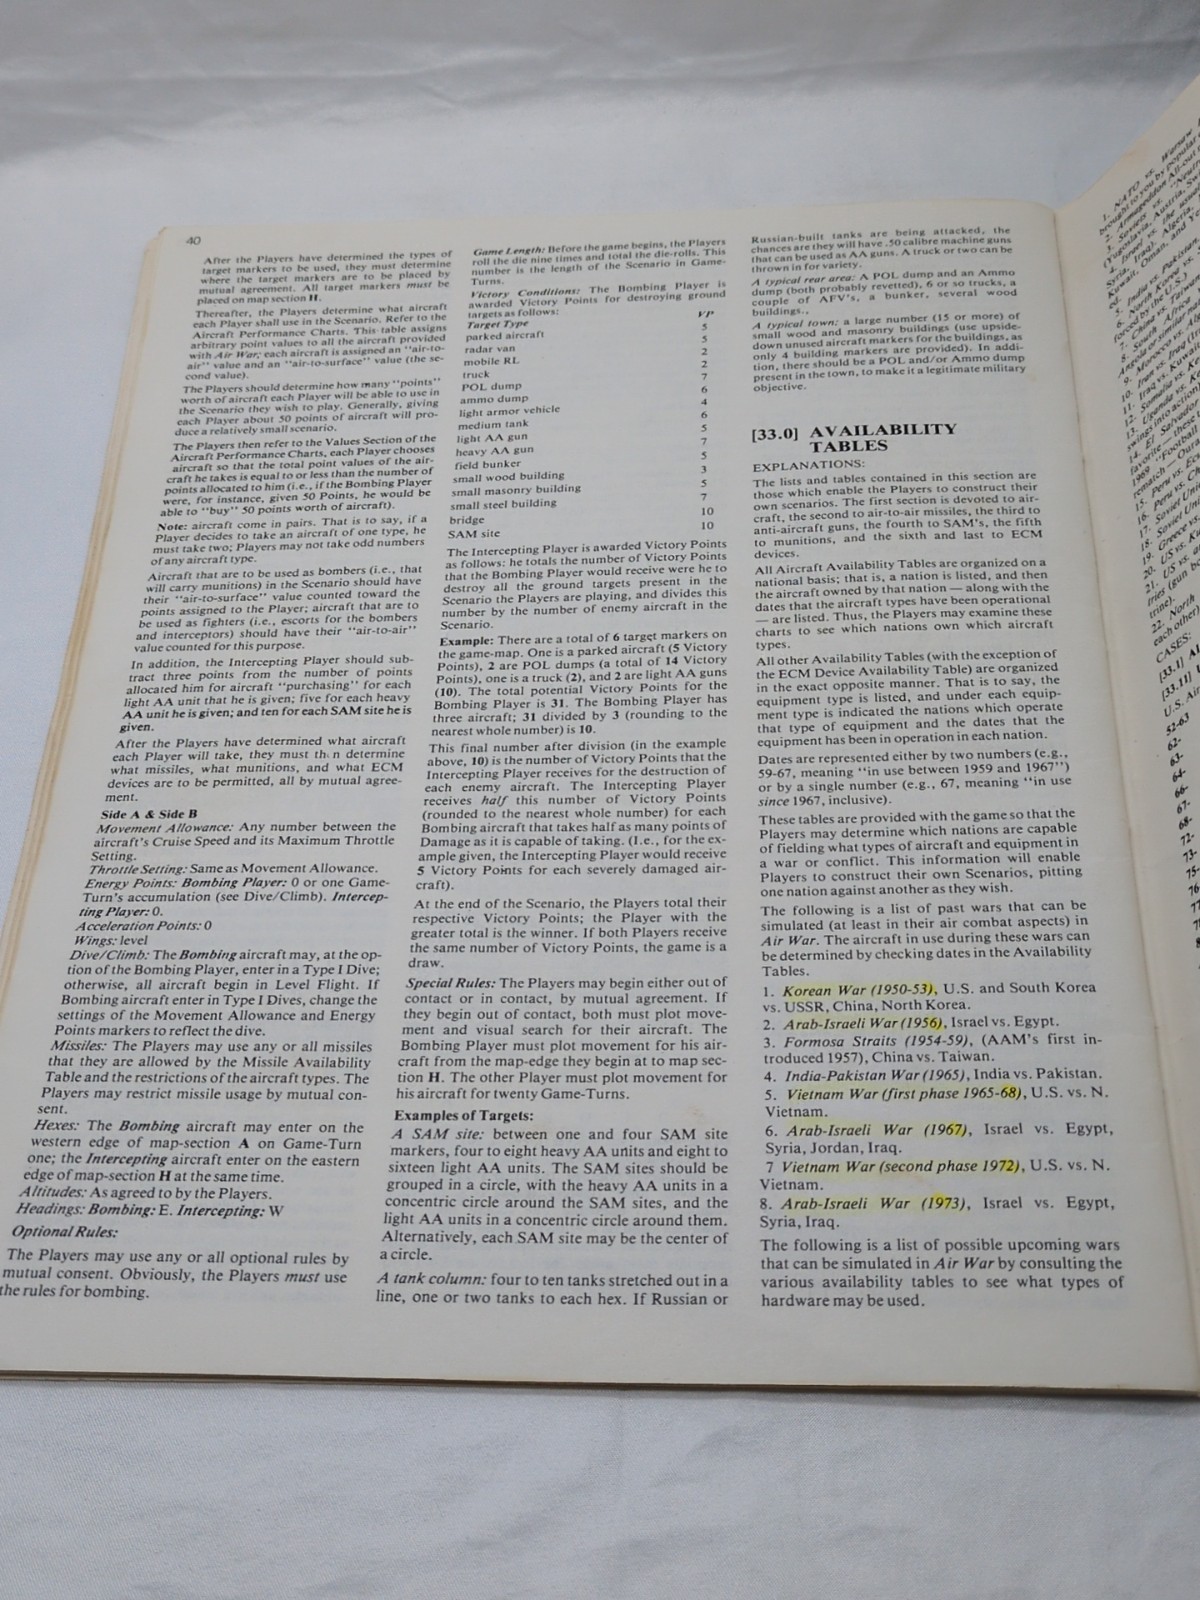 40
After the Players have determined the types of
target markers to be used, they must determine
where the target markers are to be placed by
mutual agreement. All target markers must be
placed on map section H.
Thereafter, the Players determine what aircraft
each Player shall use in the Scenario. Refer to the
Aircraft Performance Charts. This table assigns
arbitrary point values to all the aircraft provided
with Air War; each aircraft is assigned an "air-to-
air" value and an "air-to-surface" value (the se-
cond value).
The Players should determine how many "points"
worth of aircraft each Player will be able to use in
the Scenario they wish to play. Generally, giving
each Player about 50 points of aircraft will pro-
duce a relatively small scenario.
The Players then refer to the Values Section of the
Aircraft Performance Charts, each Player chooses
aircraft so that the total point values of the air-
craft he takes is equal to or less than the number of
points allocated to him (i.e., if the Bombing Player
were, for instance, given 50 Points, he would be
able to "buy" 50 points worth of aircraft).
Note: aircraft come in pairs. That is to say, if a
Player decides to take an aircraft of one type, he
must take two; Players may not take odd numbers
of any aircraft type.
Aircraft that are to be used as bombers (i.e., that
will carry munitions) in the Scenario should have
their "air-to-surface" value counted toward the
points assigned to the Player; aircraft that are to
be used as fighters (i.e., escorts for the bombers
and interceptors) should have their "air-to-air"
value counted for this purpose.
In addition, the Intercepting Player should sub-
tract three points from the number of points
allocated him for aircraft "purchasing" for each
light AA unit that he is given; five for each heavy
AA unit he is given; and ten for each SAM site he is
given.
After the Players have determined what aircraft
each Player will take, they must th n determine
what missiles, what munitions, and what ECM
devices are to be permitted, all by mutual agree-
ment.
Side A & Side B
Movement Allowance: Any number between the
aircraft's Cruise Speed and its Maximum Throttle
Setting.
Throttle Setting: Same as Movement Allowance.
Energy Points: Bombing Player: 0 or one Game-
Turn's accumulation (see Dive/Climb). Intercep-
ting Player: 0.
Acceleration Points: 0
Wings: level
Dive/Climb: The Bombing aircraft may, at the op-
tion of the Bombing Player, enter in a Type I Dive;
otherwise, all aircraft begin in Level Flight. If
Bombing aircraft enter in Type I Dives, change the
settings of the Movement Allowance and Energy
Points markers to reflect the dive.
Missiles: The Players may use any or all missiles
that they are allowed by the Missile Availability
Table and the restrictions of the aircraft types. The
Players may restrict missile usage by mutual con-
sent.
Hexes: The Bombing aircraft may enter on the
western edge of map-section A on Game-Turn
one; the Intercepting aircraft enter on the eastern
edge of map-section H at the same time.
Altitudes: As agreed to by the Players.
Headings: Bombing: E. Intercepting: W
Optional Rules:
The Players may use any or all optional rules by
mutual consent. Obviously, the Players must use
the rules for bombing.
Game Length: Before the game begins, the Players
roll the die nine times and total the die-rolls. This
number is the length of the Scenario in Game-
Turns.
Victory Conditions: The Bombing Player is
awarded Victory Points for destroying ground
targets as follows:
Target Type VP
parked aircraft 5
radar van 5
mobile RL 2
truck 2
POL dump 7
ammo dump 6
light armor vehicle 4
medium tank 6
light AA gun 5
heavy AA gun 7
field bunker 5
small wood building 3
small masonry building 5
small steel building 7
bridge 10
SAM site 10
The Intercepting Player is awarded Victory Points
as follows: he totals the number of Victory Points
that the Bombing Player would receive were he to
destroy all the ground targets present in the
Scenario the Players are playing, and divides this
number by the number of enemy aircraft in the
Scenario.
Example: There are a total of 6 target markers on
the game-map. One is a parked aircraft (5 Victory
Points), 2 are POL dumps (a total of 14 Victory
Points), one is a truck (2), and 2 are light AA guns
(10). The total potential Victory Points for the
Bombing Player is 31. The Bombing Player has
three aircraft; 31 divided by 3 (rounding to the
nearest whole number) is 10.
This final number after division (in the example
above, 10) is the number of Victory Points that the
Intercepting Player receives for the destruction of
each enemy aircraft. The Intercepting Player
receives half this number of Victory Points
(rounded to the nearest whole number) for each
Bombing aircraft that takes half as many points of
Damage as it is capable of taking. (I.e., for the ex-
ample given, the Intercepting Player would receive
5 Victory Points for each severely damaged air-
craft).
At the end of the Scenario, the Players total their
respective Victory Points; the Player with the
greater total is the winner. If both Players receive
the same number of Victory Points, the game is a
draw.
Special Rules: The Players may begin either out of
contact or in contact, by mutual agreement. If
they begin out of contact, both must plot move-
ment and visual search for their aircraft. The
Bombing Player must plot movement for his air-
craft from the map-edge they begin at to map sec-
tion H. The other Player must plot movement for
his aircraft for twenty Game-Turns.
Examples of Targets:
A SAM site: between one and four SAM site
markers, four to eight heavy AA units and eight to
sixteen light AA units. The SAM sites should be
grouped in a circle, with the heavy AA units in a
concentric circle around the SAM sites, and the
light AA units in a concentric circle around them.
Alternatively, each SAM site may be the center of
a circle.
A tank column: four to ten tanks stretched out in a
line, one or two tanks to each hex. If Russian or
Russian-built tanks are being attacked, the
chances are they will have .50 calibre machine guns
that can be used as AA guns. A truck or two can be
thrown in for variety.
A typical rear area: A POL dump and an Ammo
dump (both probably revetted), 6 or so trucks, a
couple of AFV's, a bunker, several wood
buildings.,
A typical town: a large number (15 or more) of
small wood and masonry buildings (use upside-
down unused aircraft markers for the buildings, as
only 4 building markers are provided). In addi-
tion, there should be a POL and/or Ammo dump
present in the town, to make it a legitimate military
objective.
[33.0] AVAILABILITY
TABLES
EXPLANATIONS:
The lists and tables contained in this section are
those which enable the Players to construct their
own scenarios. The first section is devoted to air-
craft, the second to air-to-air missiles, the third to
anti-aircraft guns, the fourth to SAM's, the fifth
to munitions, and the sixth and last to ECM
devices.
All Aircraft Availability Tables are organized on a
national basis; that is, a nation is listed, and then
the aircraft owned by that nation — along with the
dates that the aircraft types have been operational
— are listed. Thus, the Players may examine these
charts to see which nations own which aircraft
types.
All other Availability Tables (with the exception of
the ECM Device Availability Table) are organized
in the exact opposite manner. That is to say, the
equipment type is listed, and under each equip-
ment type is indicated the nations which operate
that type of equipment and the dates that the
equipment has been in operation in each nation.
Dates are represented either by two numbers (e.g.,
59-67, meaning "in use between 1959 and 1967")
or by a single number (e.g., 67, meaning "in use
since 1967, inclusive).
These tables are provided with the game so that the
Players may determine which nations are capable
of fielding what types of aircraft and equipment in
a war or conflict. This information will enable
Players to construct their own Scenarios, pitting
one nation against another as they wish.
The following is a list of past wars that can be
simulated (at least in their air combat aspects) in
Air War. The aircraft in use during these wars can
be determined by checking dates in the Availability
Tables.
1. Korean War (1950-53), U.S. and South Korea
vs. USSR, China, North Korea.
2. Arab-Israeli War (1956), Israel vs. Egypt.
3. Formosa Straits (1954-59), (AAM's first in-
troduced 1957), China vs. Taiwan.
4. India-Pakistan War (1965), India vs. Pakistan.
5. Vietnam War (first phase 1965-68), U.S. vs. N.
Vietnam.
6. Arab-Israeli War (1967), Israel vs. Egypt,
Syria, Jordan, Iraq.
7 Vietnam War (second phase 1972), U.S. vs. N.
Vietnam.
8. Arab-Israeli War (1973), Israel vs. Egypt,
Syria, Iraq.
The following is a list of possible upcoming wars
that can be simulated in Air War by consulting the
various availability tables to see what types of
hardware may be used.
1. NATO vs. Warsaw
brought to you by popular